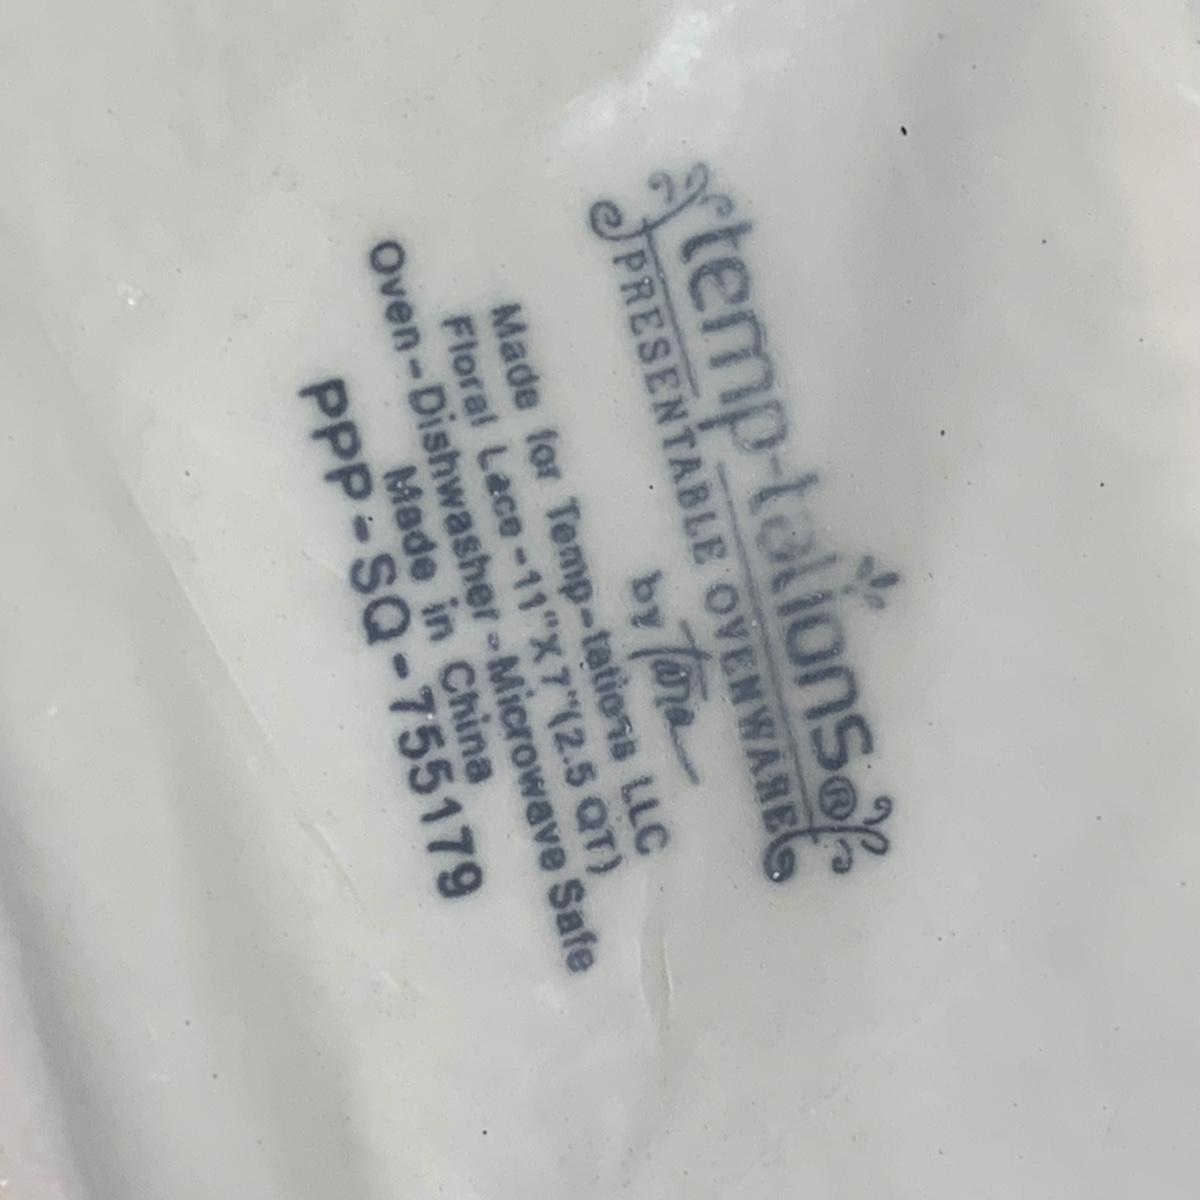 temp-tations®
PRESENTABLE OVENWARE
by Tara
Made for Temp-tations LLC
Floral Lace-11"X7"(2.5 QT)
Oven-Dishwasher-Microwave Safe
Made in China
PPP-SQ-755179